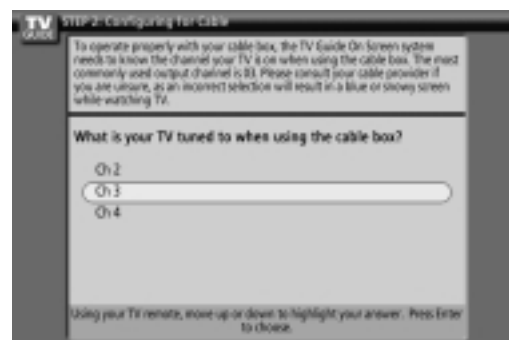 TV
GUIDE
STEP 2: Configuring for Cable
To operate properly with your cable box, the TV Guide On Screen system
needs to know the channel your TV is on when using the cable box. The most
commonly used output channel is 03. Please consult your cable provider if
you are unsure, as an incorrect selection will result in a blue or snowy screen
while watching TV.
What is your TV tuned to when using the cable box?
Ch 2
Ch 3
Ch 4
Using your TV remote, move up or down to highlight your answer. Press Enter
to choose.